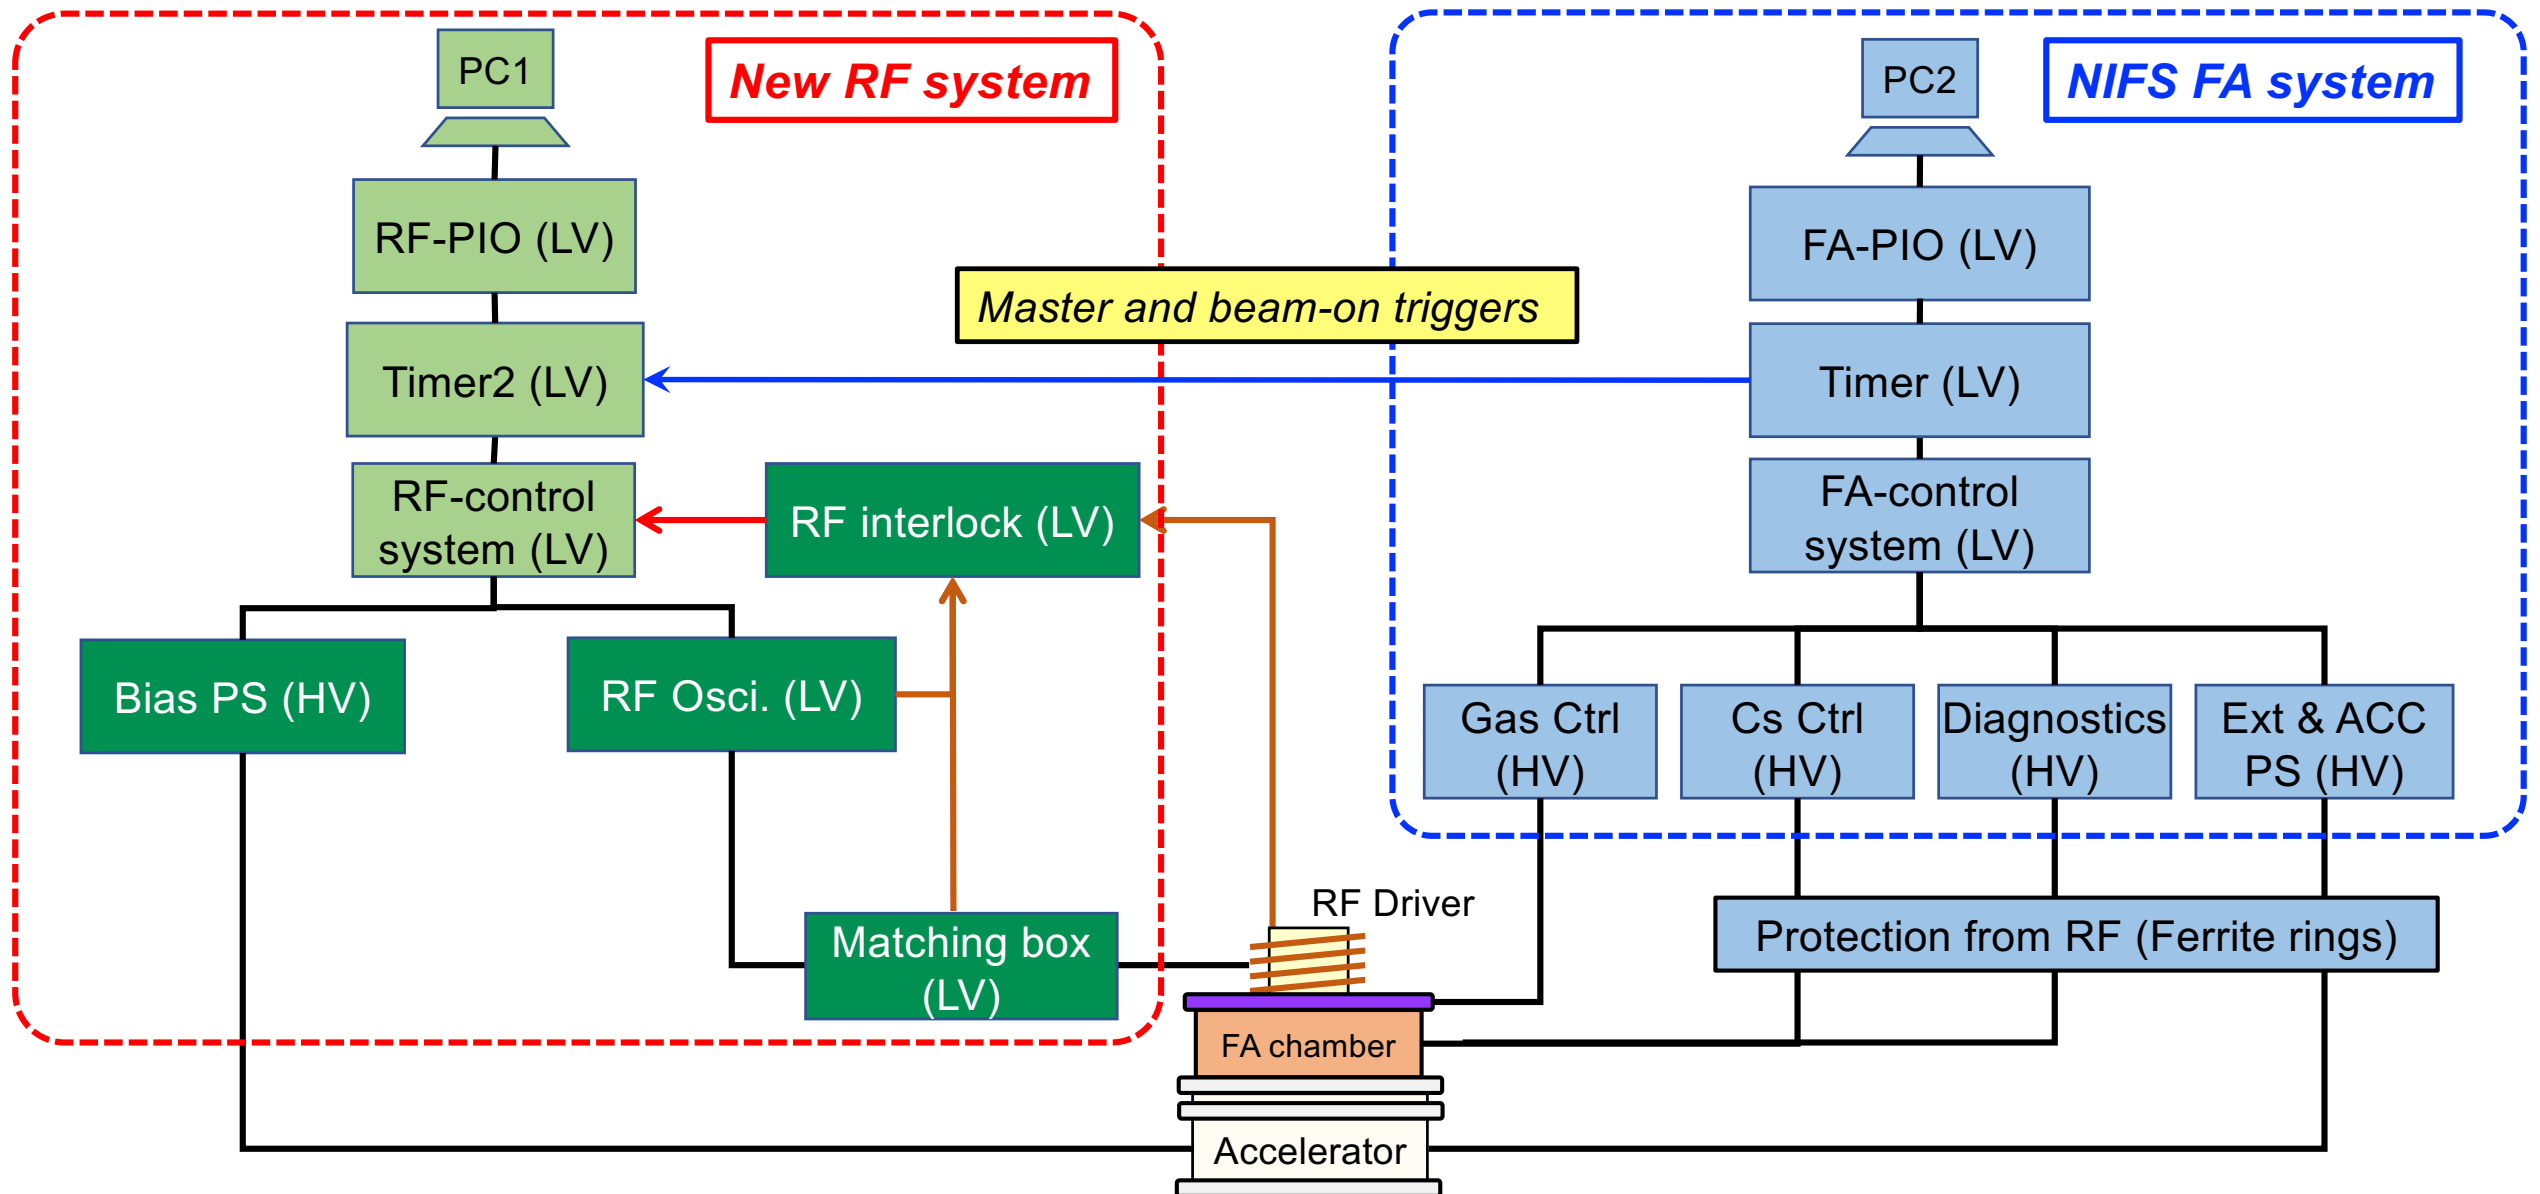 PC1
New RF system
PC2
NIFS FA system
RF-PIO (LV)
FA-PIO (LV)
Master and beam-on triggers
Timer2 (LV)
Timer (LV)
RF-control
system (LV)
RF interlock (LV)
FA-control
system (LV)
Bias PS (HV)
RF Osci. (LV)
Gas Ctrl
(HV)
Cs Ctrl
(HV)
Diagnostics
(HV)
Ext & ACC
PS (HV)
RF Driver
Matching box
(LV)
Protection from RF (Ferrite rings)
FA chamber
Accelerator